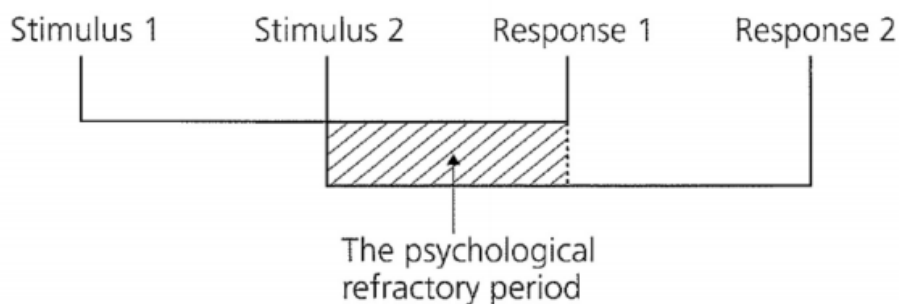 Stimulus 1 Stimulus 2 Response 1 Response 2
The psychological
refractory period